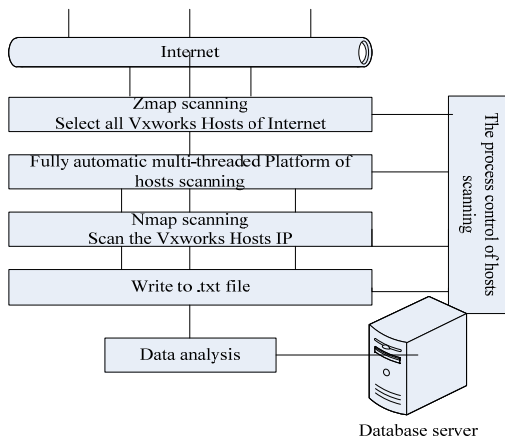 Internet
Zmap scanning
Select all Vxworks Hosts of Internet
Fully automatic multi-threaded Platform of
hosts scanning
Nmap scanning
Scan the Vxworks Hosts IP
Write to .txt file
Data analysis
The process control of hosts
scanning
Database server